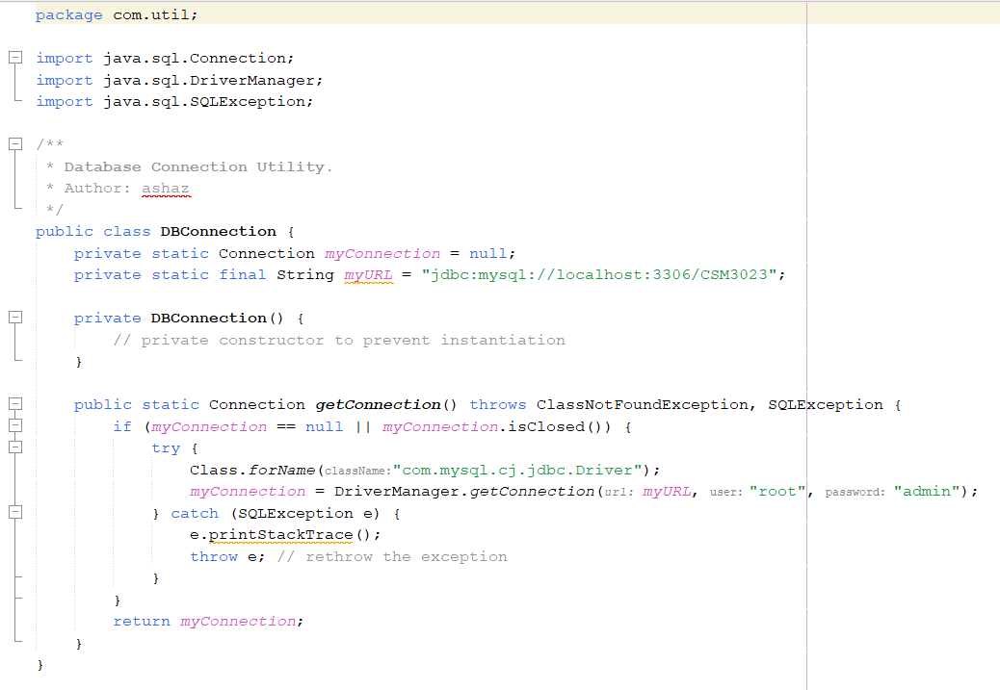 package com.util;

import java.sql.Connection;
import java.sql.DriverManager;
import java.sql.SQLException;

/**
 * Database Connection Utility.
 * Author: ashaz
 */
public class DBConnection {
    private static Connection myConnection = null;
    private static final String myURL = "jdbc:mysql://localhost:3306/CSM3023";

    private DBConnection() {
        // private constructor to prevent instantiation
    }

    public static Connection getConnection() throws ClassNotFoundException, SQLException {
        if (myConnection == null || myConnection.isClosed()) {
            try {
                Class.forName(className:"com.mysql.cj.jdbc.Driver");
                myConnection = DriverManager.getConnection(url: myURL, user: "root", password: "admin");
            } catch (SQLException e) {
                e.printStackTrace();
                throw e; // rethrow the exception
            }
        }
        return myConnection;
    }
}